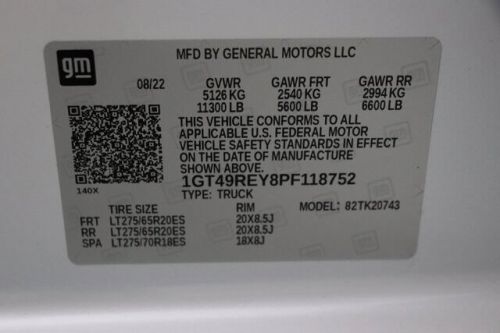 gm
MFD BY GENERAL MOTORS LLC
08/22 GVWR GAWR FRT GAWR RR
5126 KG 2540 KG 2994 KG
11300 LB 5600 LB 6600 LB
THIS VEHICLE CONFORMS TO ALL
APPLICABLE U.S. FEDERAL MOTOR
VEHICLE SAFETY STANDARDS IN EFFECT
ON THE DATE OF MANUFACTURE
SHOWN ABOVE.
1GT49REY8PF118752
140X
TYPE: TRUCK MODEL: 82TK20743
TIRE SIZE RIM
FRT LT275/65R20ES 20X8.5J
RR LT275/65R20ES 20X8.5J
SPA LT275/70R18ES 18X8J